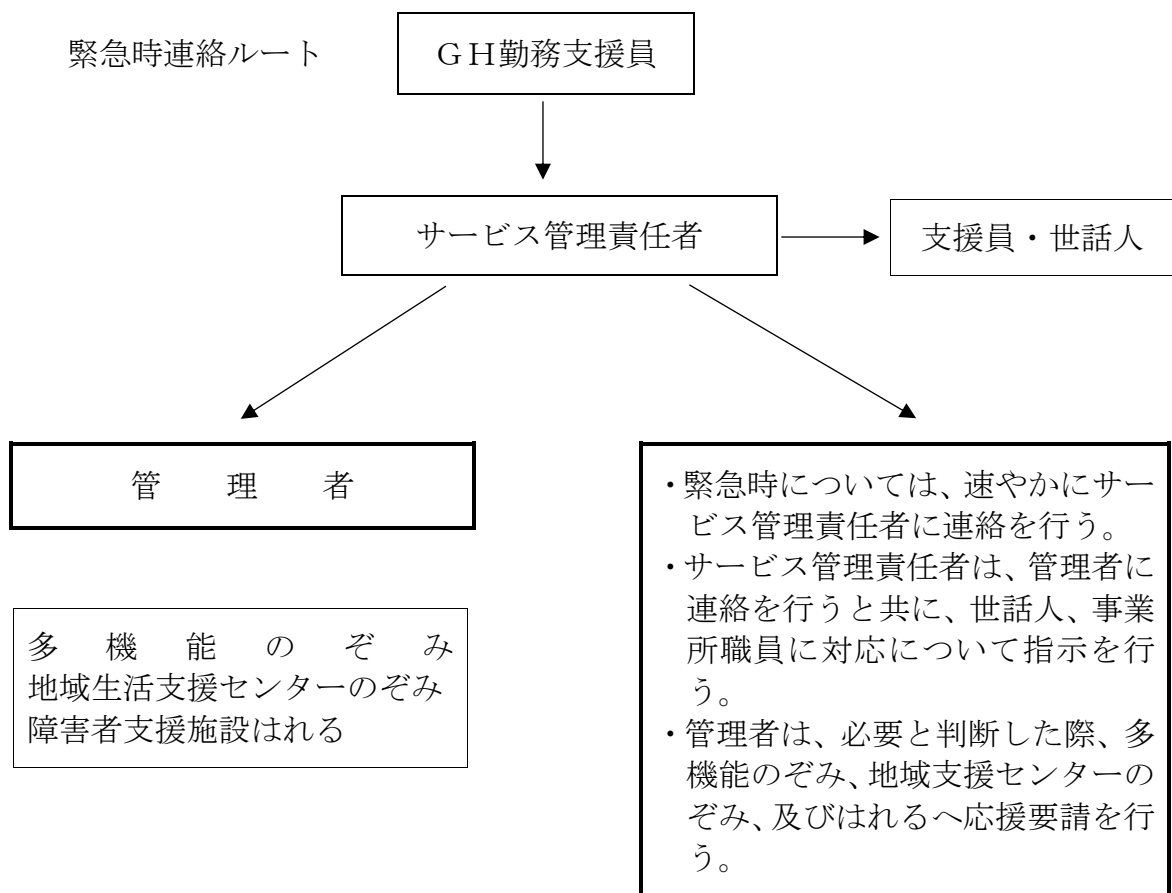 緊急時連絡ルート
ＧＨ勤務支援員
サービス管理責任者
支援員・世話人
管　理　者
多機能のぞみ
地域生活支援センターのぞみ
障害者支援施設はれる
・緊急時については、速やかにサー
ビス管理責任者に連絡を行う。
・サービス管理責任者は、管理者に
連絡を行うと共に、世話人、事業
所職員に対応について指示を行
う。
・管理者は、必要と判断した際、多
機能のぞみ、地域支援センターの
ぞみ、及びはれるへ応援要請を行
う。